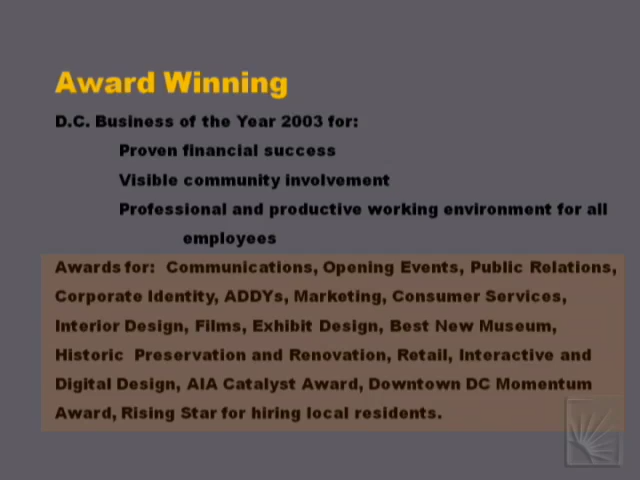 Award Winning
D.C. Business of the Year 2003 for:
Proven financial success
Visible community involvement
Professional and productive working environment for all
employees
Awards for: Communications, Opening Events, Public Relations,
Corporate Identity, ADDYs, Marketing, Consumer Services,
Interior Design, Films, Exhibit Design, Best New Museum,
Historic Preservation and Renovation, Retail, Interactive and
Digital Design, AIA Catalyst Award, Downtown DC Momentum
Award, Rising Star for hiring local residents.